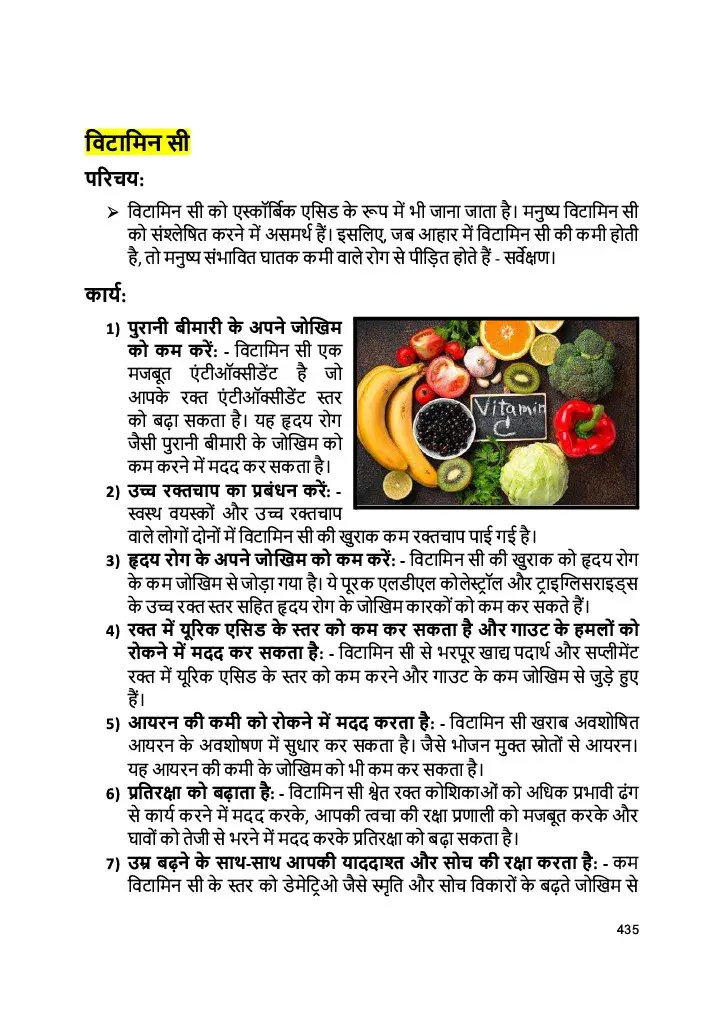 विटामिन सी
परिचय:
➢ विटामिन सी को एस्कॉर्बिक एसिड के रूप में भी जाना जाता है। मनुष्य विटामिन सी
को संश्लेषित करने में असमर्थ हैं। इसलिए, जब आहार में विटामिन सी की कमी होती
है, तो मनुष्य संभावित घातक कमी वाले रोग से पीड़ित होते हैं - सर्वेक्षण।
कार्य:
1) पुरानी बीमारी के अपने जोखिम
को कम करें: - विटामिन सी एक
मजबूत एंटीऑक्सीडेंट है जो
आपके रक्त एंटीऑक्सीडेंट स्तर
को बढ़ा सकता है। यह हृदय रोग
जैसी पुरानी बीमारी के जोखिम को
कम करने में मदद कर सकता है।
Vitamin
C
2) उच्च रक्तचाप का प्रबंधन करें: -
स्वस्थ वयस्कों और उच्च रक्तचाप
वाले लोगों दोनों में विटामिन सी की खुराक कम रक्तचाप पाई गई है।
3) हृदय रोग के अपने जोखिम को कम करें: - विटामिन सी की खुराक को हृदय रोग
के कम जोखिम से जोड़ा गया है। ये पूरक एलडीएल कोलेस्ट्रॉल और ट्राइग्लिसराइड्स
के उच्च रक्त स्तर सहित हृदय रोग के जोखिम कारकों को कम कर सकते हैं।
4) रक्त में यूरिक एसिड के स्तर को कम कर सकता है और गाउट के हमलों को
रोकने में मदद कर सकता है: - विटामिन सी से भरपूर खाद्य पदार्थ और सप्लीमेंट
रक्त में यूरिक एसिड के स्तर को कम करने और गाउट के कम जोखिम से जुड़े हुए
हैं।
5) आयरन की कमी को रोकने में मदद करता है: - विटामिन सी खराब अवशोषित
आयरन के अवशोषण में सुधार कर सकता है। जैसे भोजन मुक्त स्रोतों से आयरन।
यह आयरन की कमी के जोखिम को भी कम कर सकता है।
6) प्रतिरक्षा को बढ़ाता है: - विटामिन सी श्वेत रक्त कोशिकाओं को अधिक प्रभावी ढंग
से कार्य करने में मदद करके, आपकी त्वचा की रक्षा प्रणाली को मजबूत करके और
घावों को तेजी से भरने में मदद करके प्रतिरक्षा को बढ़ा सकता है।
7) उम्र बढ़ने के साथ-साथ आपकी याददाश्त और सोच की रक्षा करता है: - कम
विटामिन सी के स्तर को डेमेट्रिओ जैसे स्मृति और सोच विकारों के बढ़ते जोखिम से
435